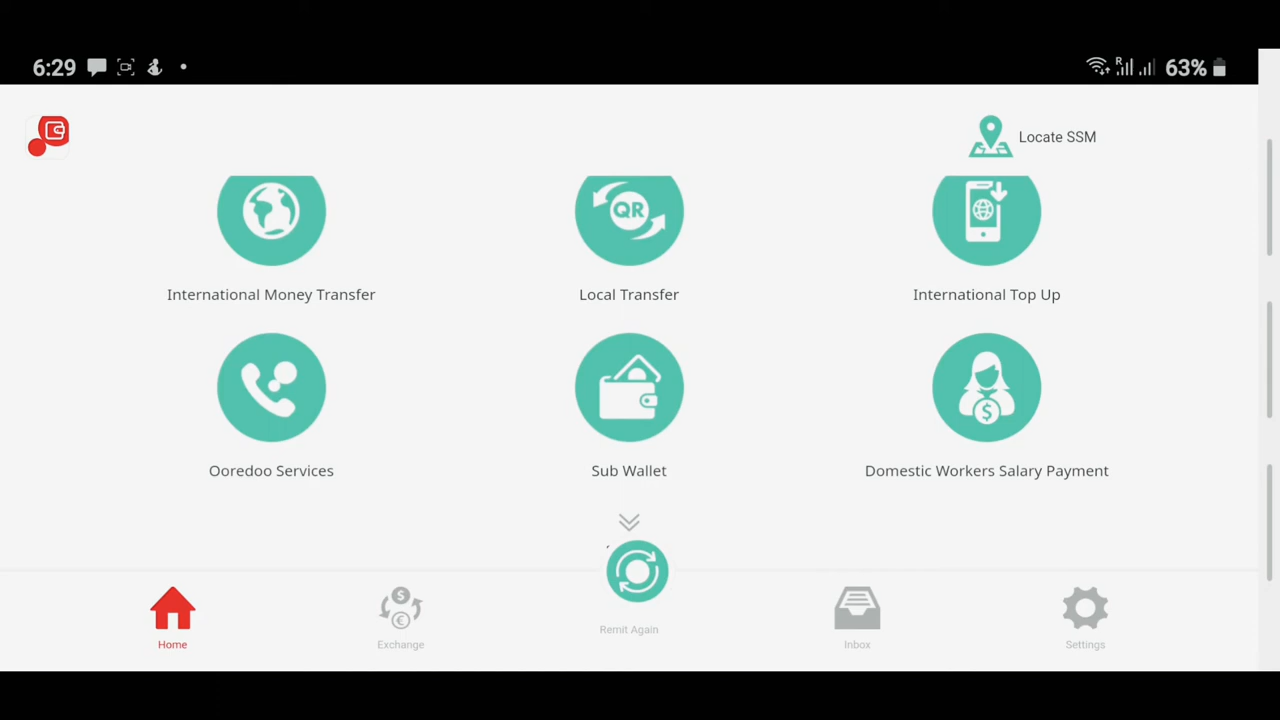 6:29
R
63%
Locate SSM
QR
International Money Transfer
Local Transfer
International Top Up
$
Ooredoo Services
Sub Wallet
Domestic Workers Salary Payment
$
€
Home
Exchange
Remit Again
Inbox
Settings